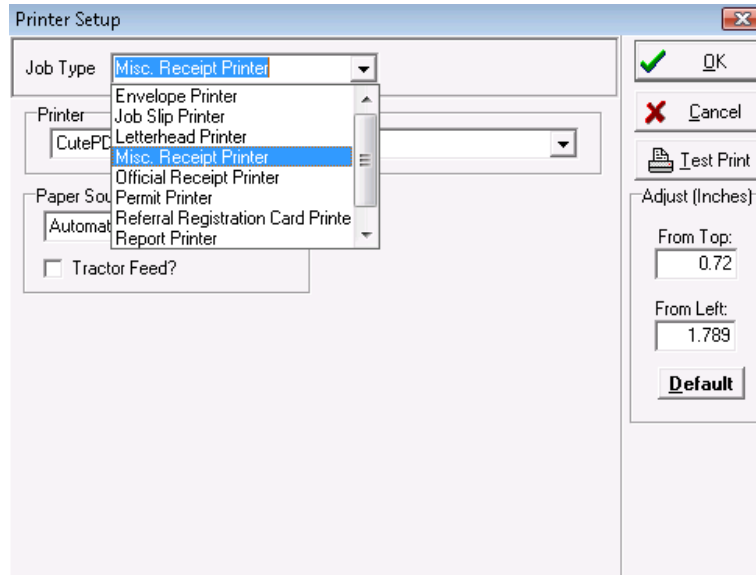 Printer Setup
Job Type Misc. Receipt Printer
Envelope Printer
Job Slip Printer
Letterhead Printer
Misc. Receipt Printer
Official Receipt Printer
Permit Printer
Referral Registration Card Printe
Report Printer
Printer
CutePD
Paper Sou
Automat
Tractor Feed?
OK
Cancel
Test Print
Adjust (Inches)
From Top:
0.72
From Left:
1.789
Default